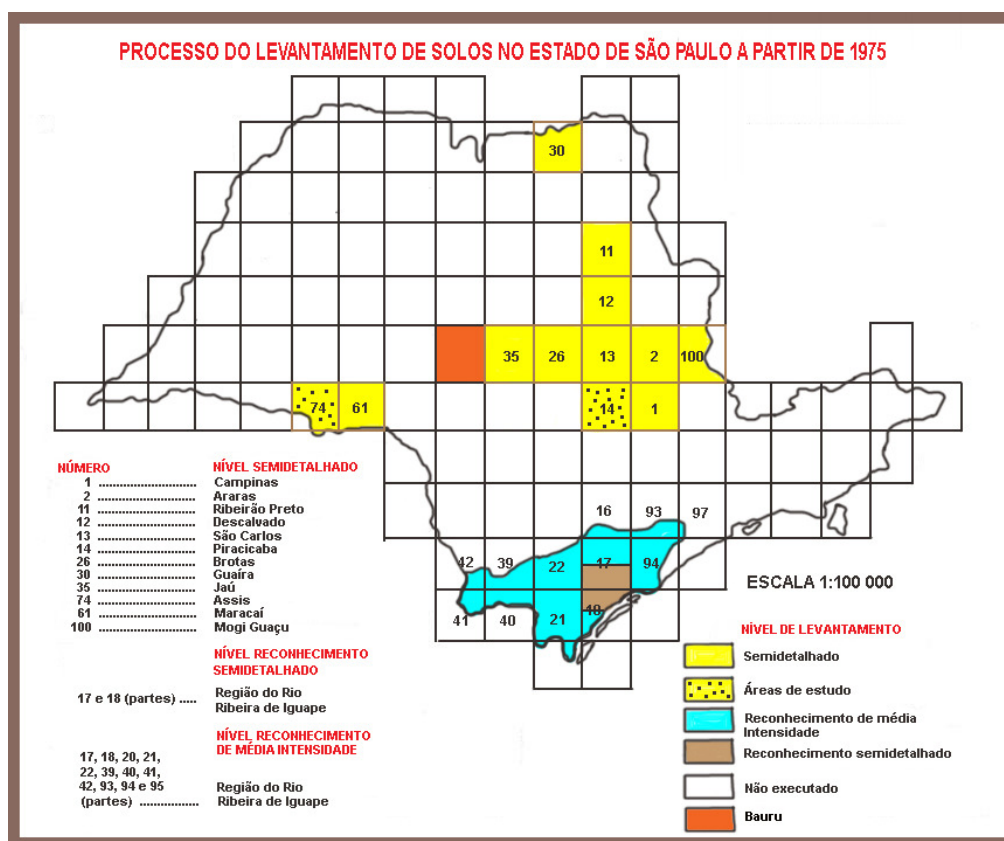 PROCESSO DO LEVANTAMENTO DE SOLOS NO ESTADO DE SÃO PAULO A PARTIR DE 1975
30
11
12
35 26 13 2 100
74 61 14 1
16 93 97
42 39 22 17 94
41 40 21 18
NÚMERO NÍVEL SEMIDETALHADO
1 ............................ Campinas
2 ............................ Araras
11 ............................ Ribeirão Preto
12 ............................ Descalvado
13 ............................ São Carlos
14 ............................ Piracicaba
26 ............................ Brotas
30 ............................ Guaíra
35 ............................ Jaú
74 ............................ Assis
61 ............................ Maracaí
100 ............................ Mogi Guaçu
NÍVEL RECONHECIMENTO
SEMIDETALHADO
17 e 18 (partes) ..... Região do Rio
Ribeira de Iguape
NÍVEL RECONHECIMENTO
DE MÉDIA INTENSIDADE
17, 18, 20, 21,
22, 39, 40, 41,
42, 93, 94 e 95 Região do Rio
(partes) ................. Ribeira de Iguape
ESCALA 1:100 000
NÍVEL DE LEVANTAMENTO
Semidetalhado
Áreas de estudo
Reconhecimento de média
Intensidade
Reconhecimento semidetalhado
Não executado
Bauru